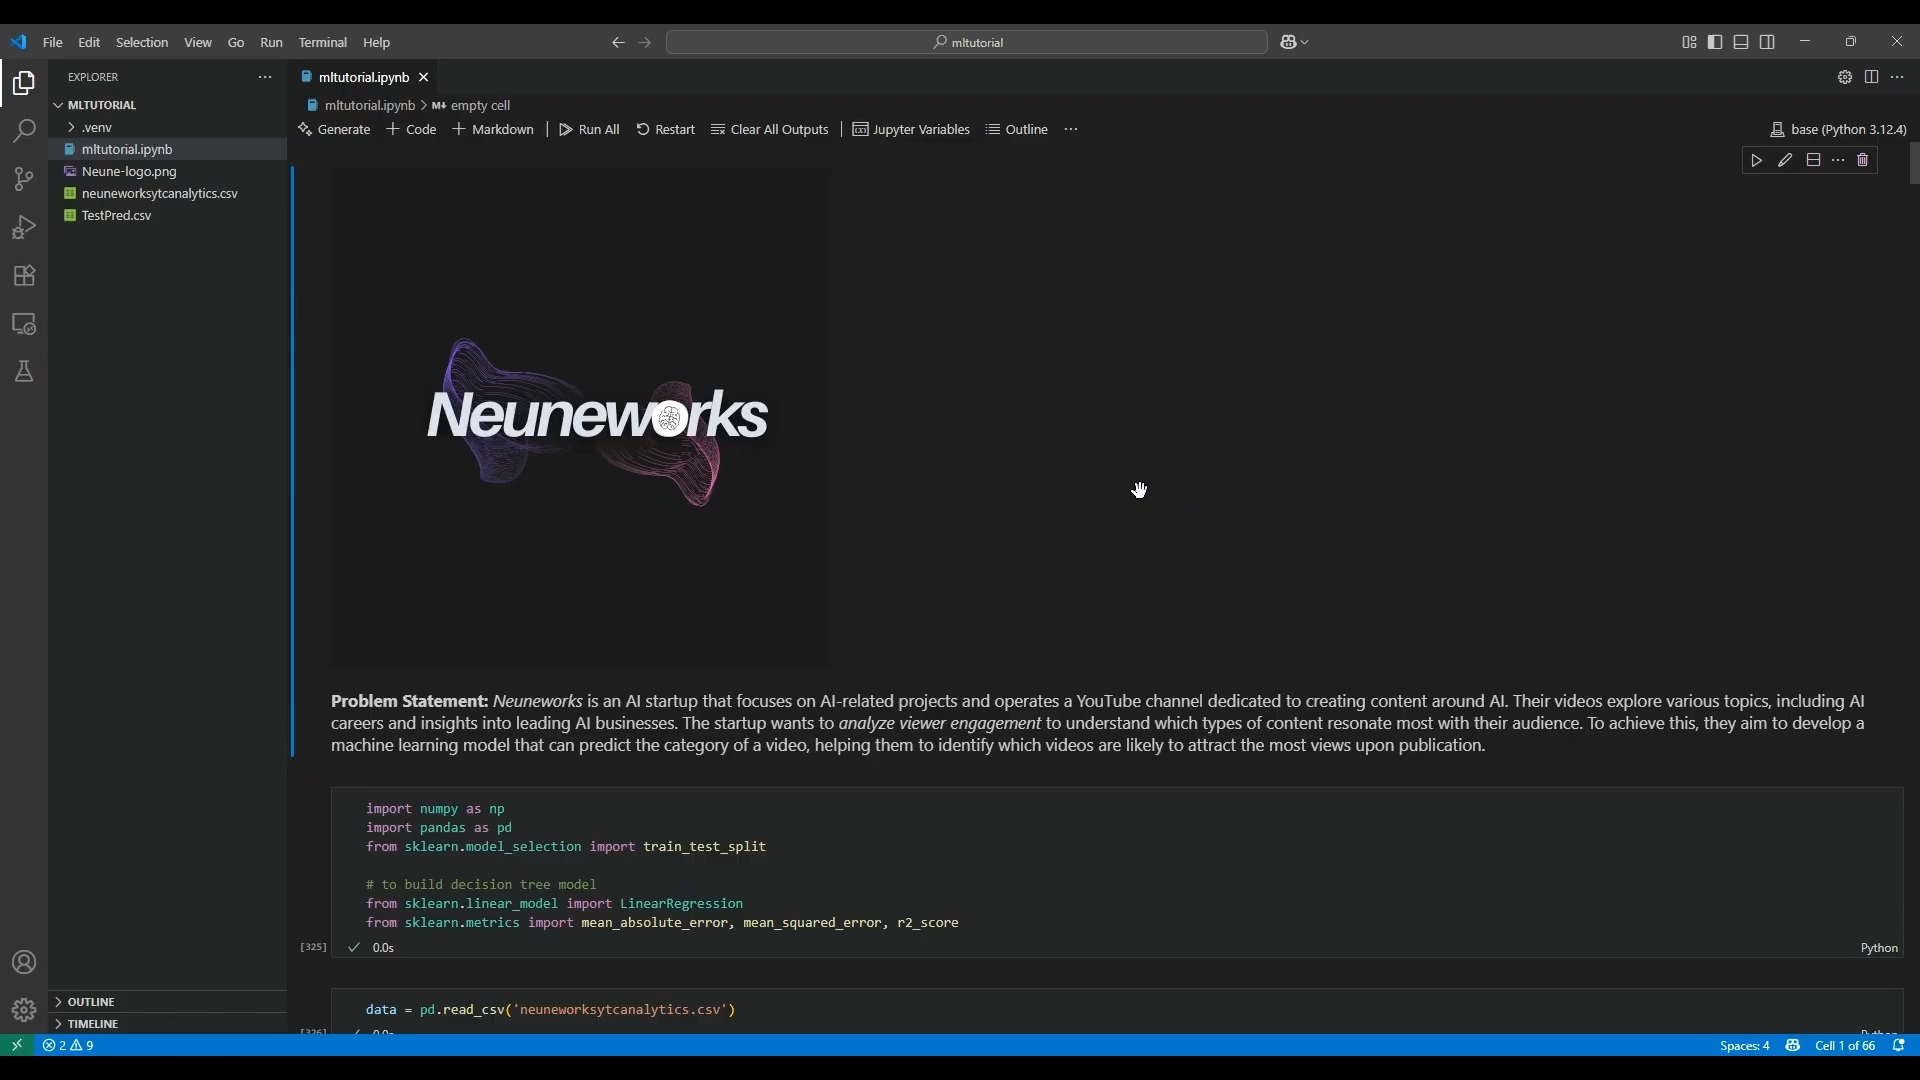 File Edit Selection View Go Run Terminal Help
mltutorial
EXPLORER
mltutorial.ipynb
MLTUTORIAL
mltutorial.ipynb > M↓ empty cell
.venv
Generate + Code + Markdown Run All Restart Clear All Outputs Jupyter Variables Outline
base (Python 3.12.4)
mltutorial.ipynb
Neune-logo.png
neuneworksytcanalytics.csv
TestPred.csv
Neuneworks
Problem Statement: Neuneworks is an AI startup that focuses on AI-related projects and operates a YouTube channel dedicated to creating content around AI. Their videos explore various topics, including AI
careers and insights into leading AI businesses. The startup wants to analyze viewer engagement to understand which types of content resonate most with their audience. To achieve this, they aim to develop a
machine learning model that can predict the category of a video, helping them to identify which videos are likely to attract the most views upon publication.
import numpy as np
import pandas as pd
from sklearn.model_selection import train_test_split
# to build decision tree model
from sklearn.linear_model import LinearRegression
from sklearn.metrics import mean_absolute_error, mean_squared_error, r2_score
[325] 0.0s
Python
OUTLINE
data = pd.read_csv('neuneworksytcanalytics.csv')
TIMELINE
[326] 0.0s
Python
2 9
Spaces: 4 Cell 1 of 66